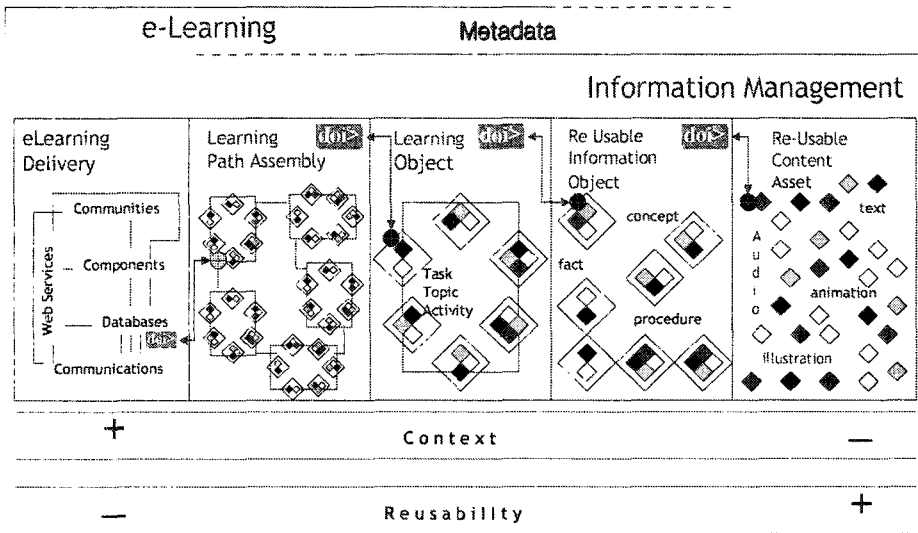 e-Learning
Metadata
Information Management
eLearning
Delivery
Web Services
Communities
Components
Databases
doi>
Communications
Learning
Path Assembly
doi>
Learning
Object
doi>
Task
Topic
Activity
Re Usable
Information
Object
doi>
concept
fact
procedure
Re-Usable
Content
Asset
text
Audio
animation
illustration
+
Context
—
—
Reusability
+